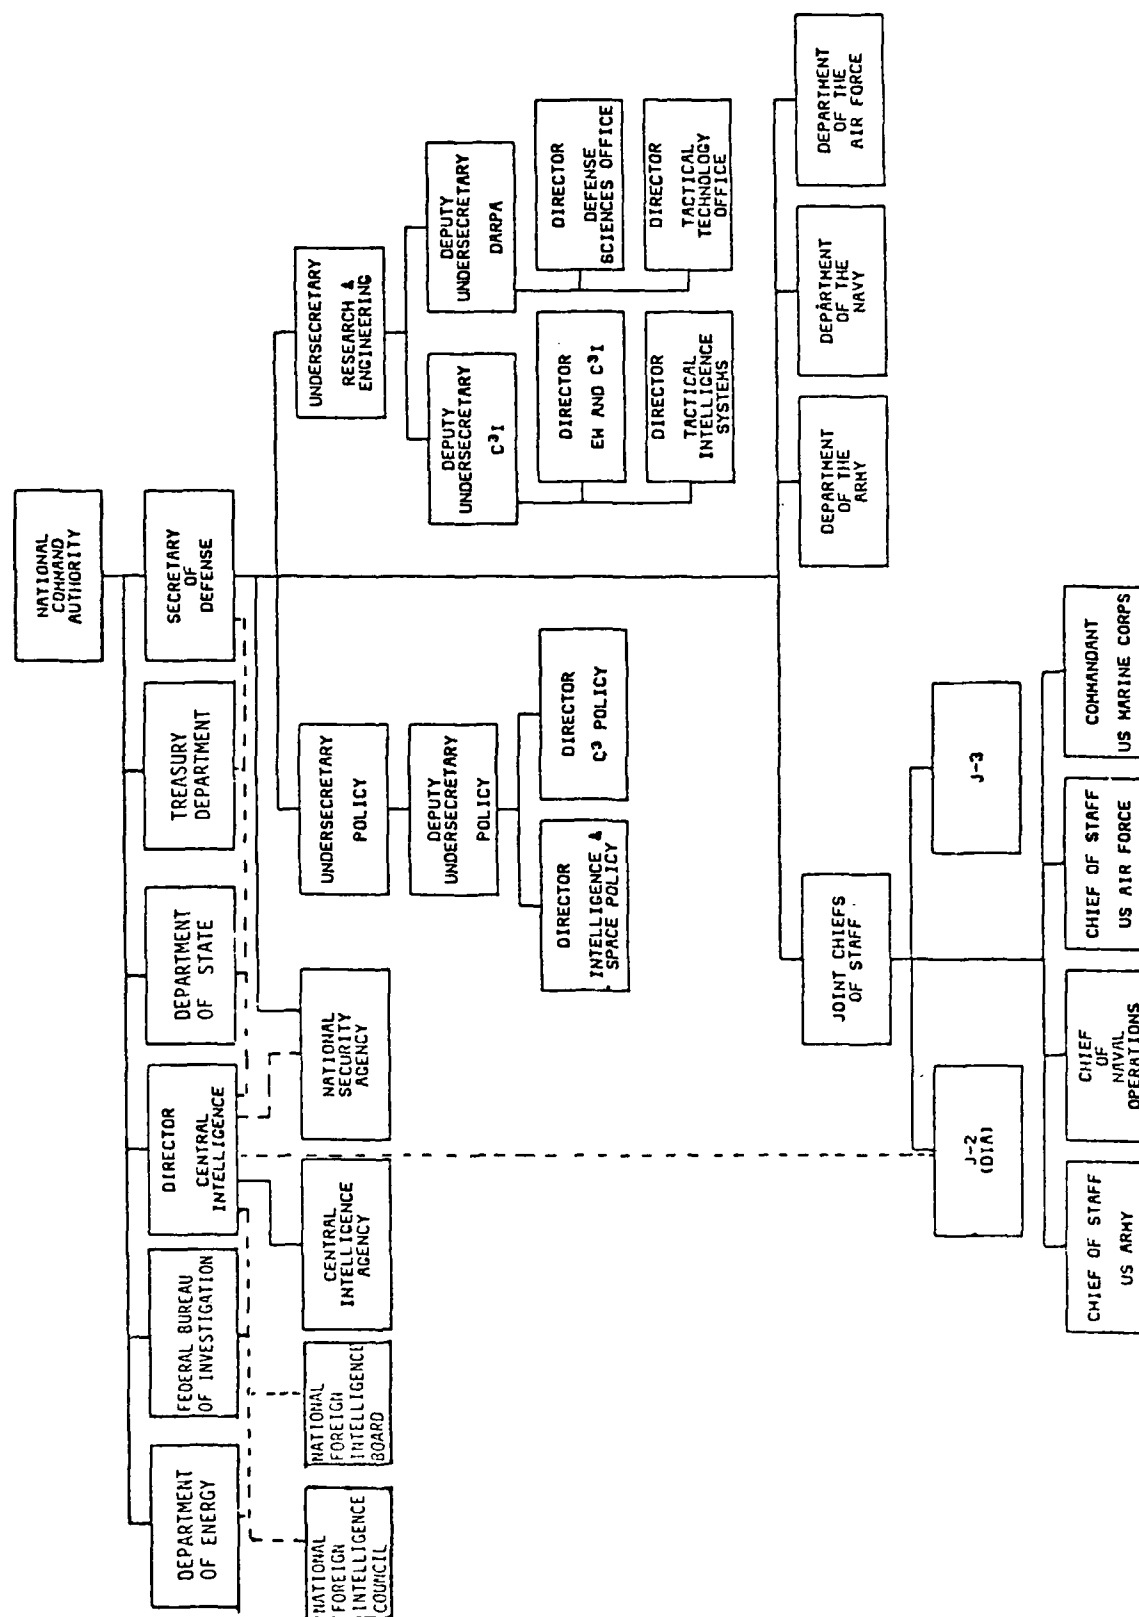 NATIONAL
COMMAND
AUTHORITY
DEPARTMENT
OF ENERGY
FEDERAL BUREAU
OF INVESTIGATION
DIRECTOR
CENTRAL
INTELLIGENCE
DEPARTMENT
OF STATE
TREASURY
DEPARTMENT
SECRETARY
OF
DEFENSE
NATIONAL
FOREIGN
INTELLIGENCE
COUNCIL
NATIONAL
FOREIGN
INTELLIGENCE
BOARD
CENTRAL
INTELLIGENCE
AGENCY
NATIONAL
SECURITY
AGENCY
UNDERSECRETARY
POLICY
UNDERSECRETARY
RESEARCH &
ENGINEERING
DEPUTY
UNDERSECRETARY
POLICY
DEPUTY
UNDERSECRETARY
C³I
DEPUTY
UNDERSECRETARY
DARPA
DIRECTOR
INTELLIGENCE &
SPACE POLICY
DIRECTOR
C³ POLICY
DIRECTOR
EW AND C³I
DIRECTOR
DEFENSE
SCIENCES OFFICE
DIRECTOR
TACTICAL
INTELLIGENCE
SYSTEMS
DIRECTOR
TACTICAL
TECHNOLOGY
OFFICE
JOINT CHIEFS
OF STAFF
DEPARTMENT
OF THE
ARMY
DEPARTMENT
OF THE
NAVY
DEPARTMENT
OF THE
AIR FORCE
J-2
(DIA)
J-3
CHIEF OF STAFF
US ARMY
CHIEF
OF
NAVAL
OPERATIONS
CHIEF OF STAFF
US AIR FORCE
COMMANDANT
US MARINE CORPS